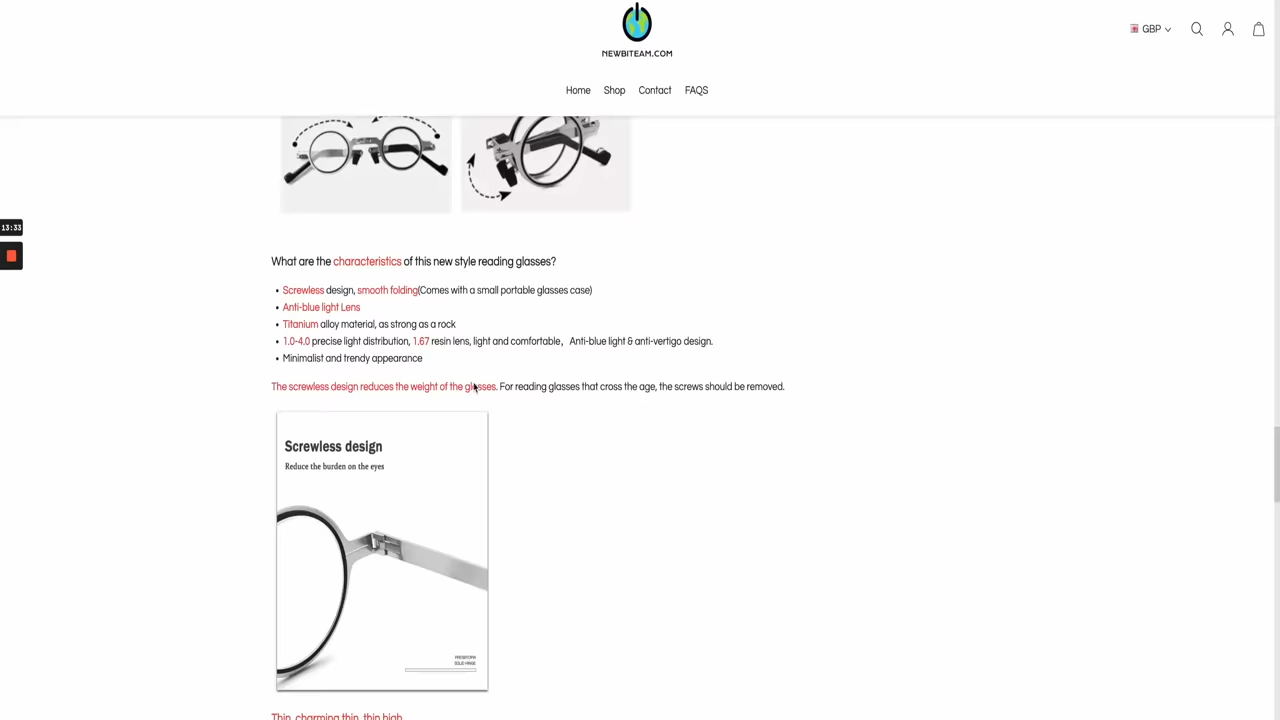 NEWBITEAM.COM
GBP
Home Shop Contact FAQS
13:33
What are the characteristics of this new style reading glasses?
• Screwless design, smooth folding(Comes with a small portable glasses case)
• Anti-blue light Lens
• Titanium alloy material, as strong as a rock
• 1.0-4.0 precise light distribution, 1.67 resin lens, light and comfortable，Anti-blue light & anti-vertigo design.
• Minimalist and trendy appearance
The screwless design reduces the weight of the glasses. For reading glasses that cross the age, the screws should be removed.
Screwless design
Reduce the burden on the eyes
Thin, charming thin, thin high